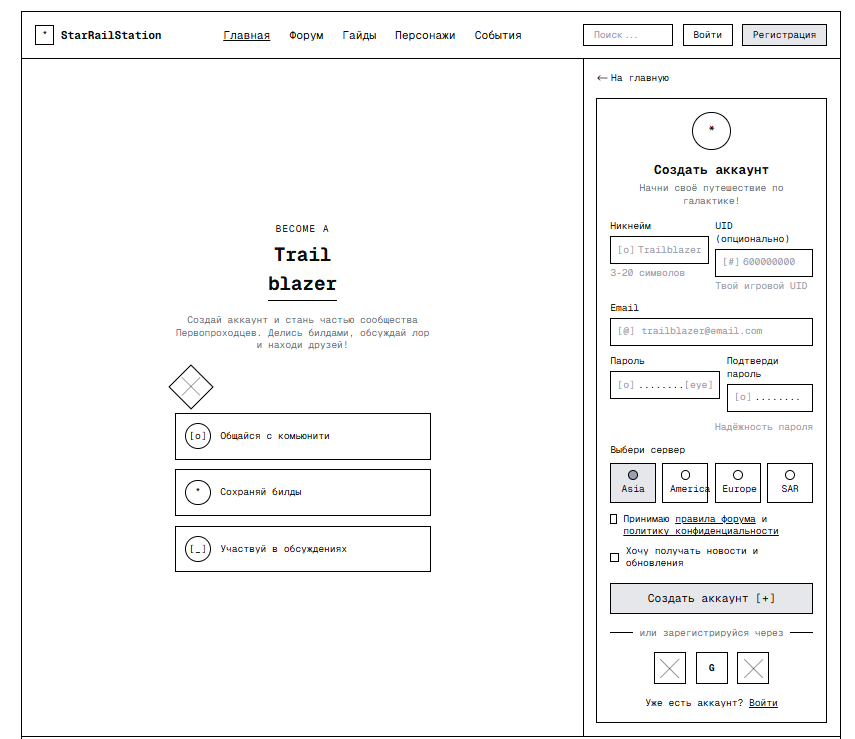 * StarRailStation Главная Форум Гайды Персонажи События Поиск... Войти Регистрация
← На главную
*
Создать аккаунт
Начни своё путешествие по
галактике!
BECOME A
Trail
blazer
Создай аккаунт и стань частью сообщества
Первопроходцев. Делись билдами, обсуждай лор
и находи друзей!
[o] Общайся с комьюнити
* Сохраняй билды
[_] Участвуй в обсуждениях
Никнейм
[o] Trailblazer
3-20 символов
UID
(опционально)
[#] 600000000
Твой игровой UID
Email
[@] trailblazer@email.com
Пароль
[o] ........[eye]
Подтверди
пароль
[o] ........
Надёжность пароля
Выбери сервер
Asia America Europe SAR
Принимаю правила форума и
политику конфиденциальности
Хочу получать новости и
обновления
Создать аккаунт [+]
или зарегистрируйся через
G
Уже есть аккаунт? Войти